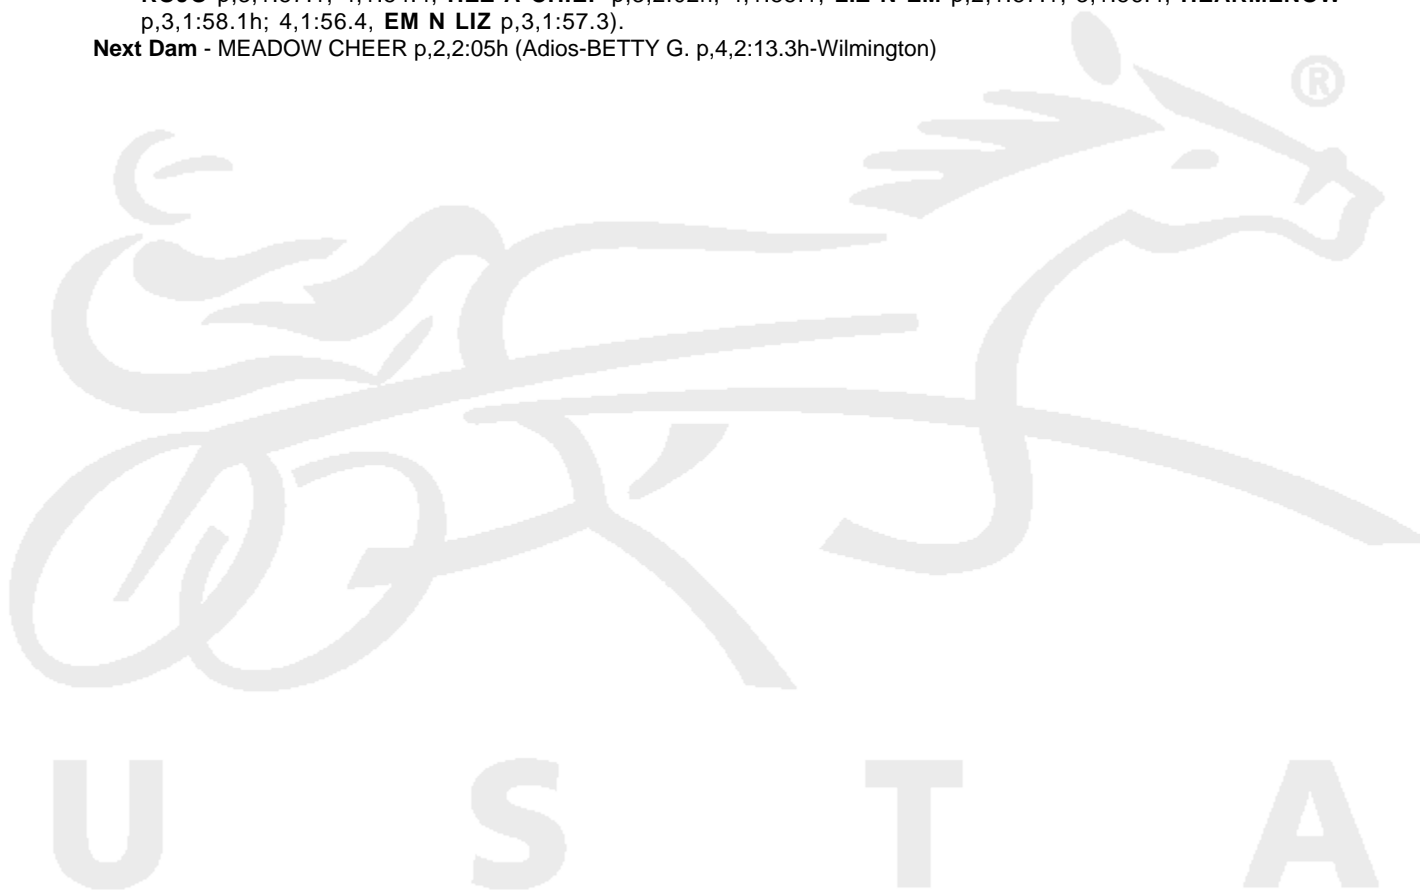 p,3,1:58.1h; 4,1:56.4, EM N LIZ p,3,1:57.3).
Next Dam - MEADOW CHEER p,2,2:05h (Adios-BETTY G. p,4,2:13.3h-Wilmington)
®
U S T A